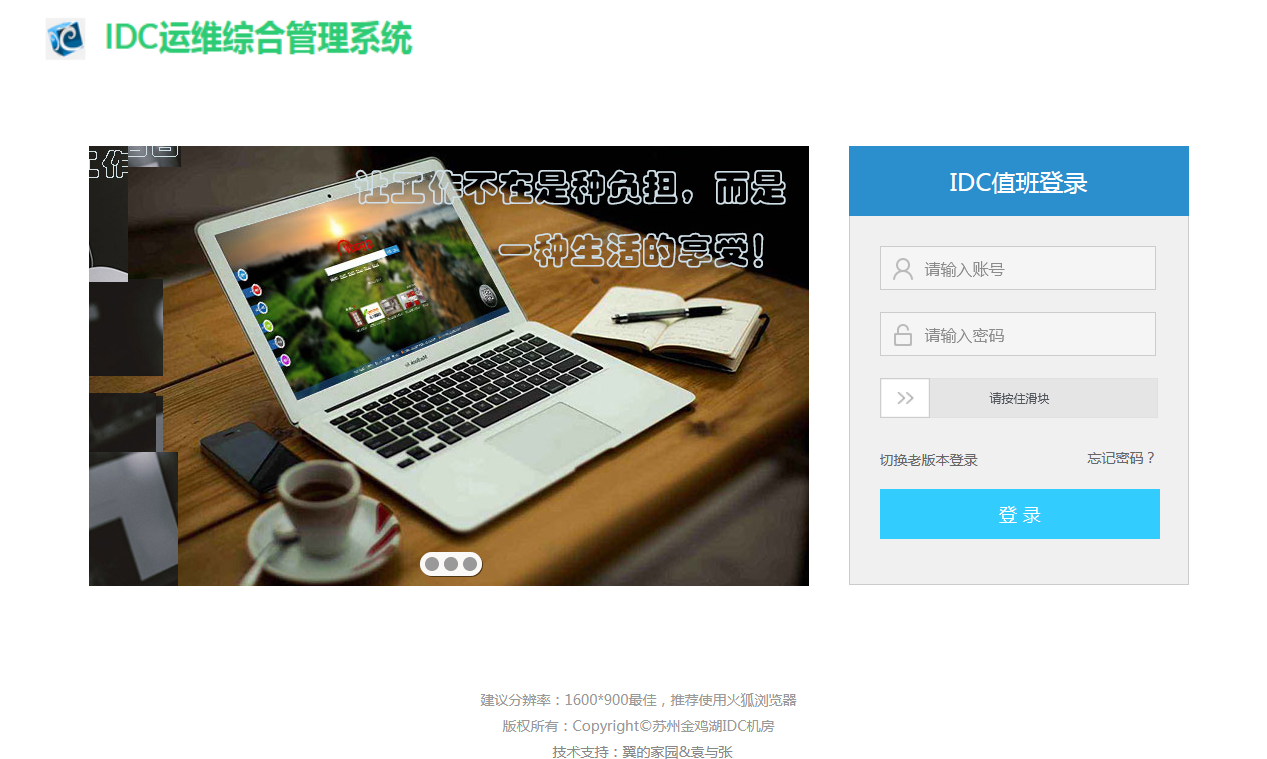 IDC运维综合管理系统
让工作不在是种负担，而是
一种生活的享受！
工作
IDC值班登录
请输入账号
请输入密码
请按住滑块
切换老版本登录
忘记密码？
登 录
建议分辨率：1600*900最佳，推荐使用火狐浏览器
版权所有：Copyright©苏州金鸡湖IDC机房
技术支持：翼的家园&袁与张